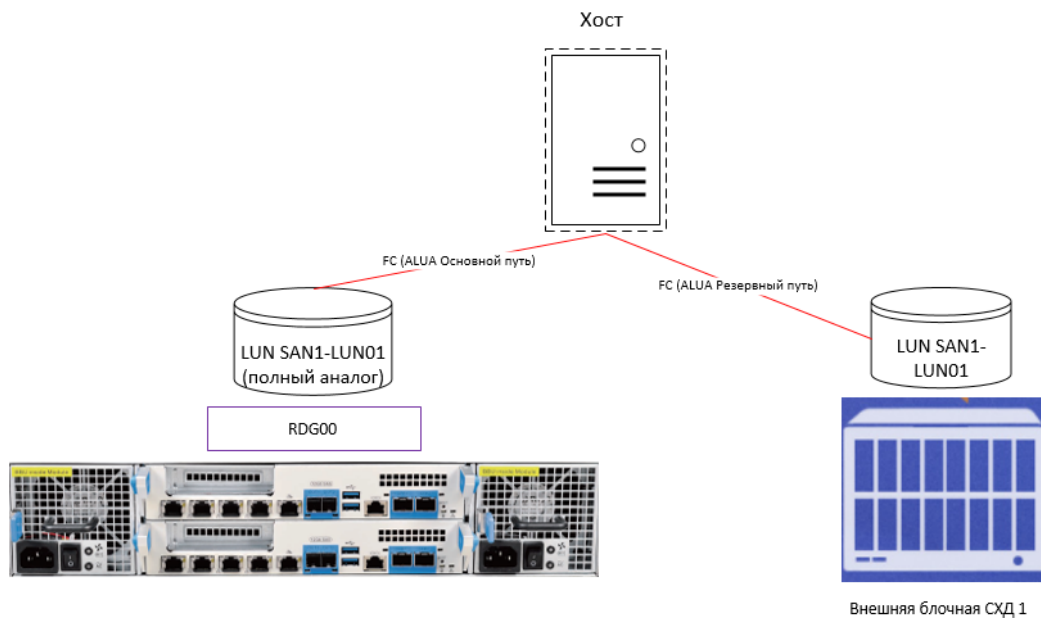 Хост
FC (ALUA Основной путь)
FC (ALUA Резервный путь)
LUN SAN1-LUN01
(полный аналог)
LUN SAN1-
LUN01
RDG00
Внешняя блочная СХД 1